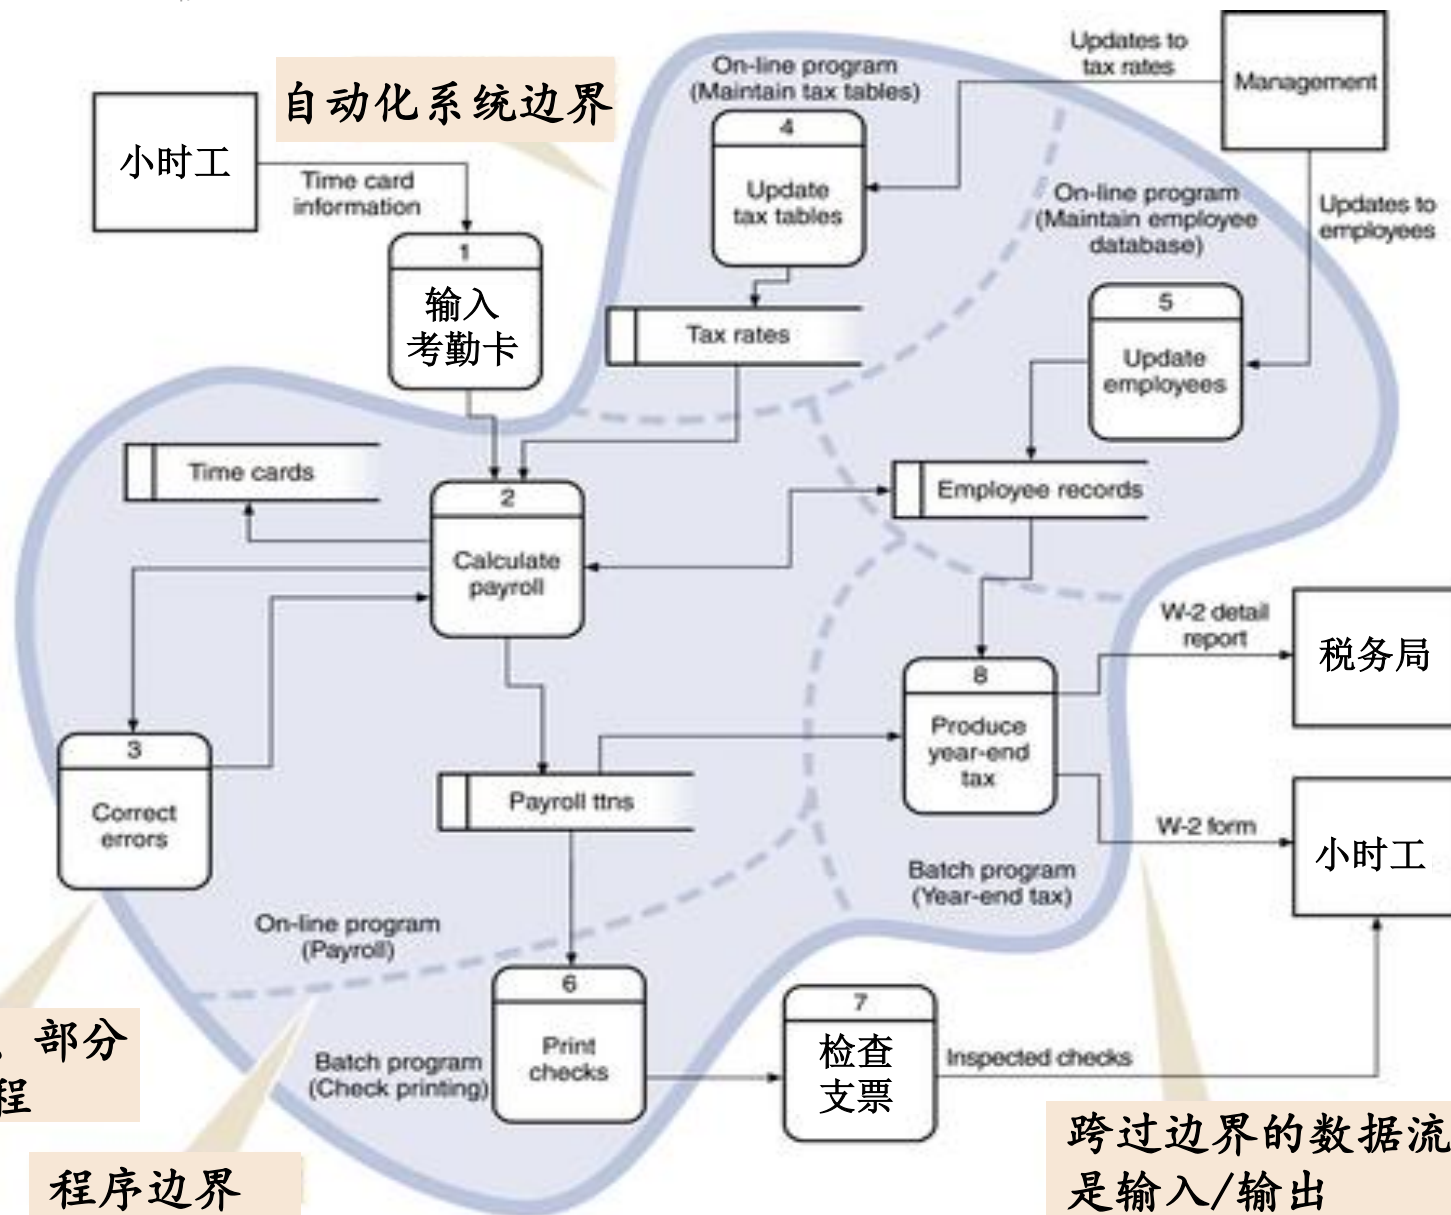 自动化系统边界
小时工
Time card
information
1
输入
考勤卡
On-line program
(Maintain tax tables)
4
Update
tax tables
Updates to
tax rates
Management
On-line program
(Maintain employee
database)
Updates to
employees
5
Update
employees
Tax rates
Time cards
2
Calculate
payroll
Employee records
3
Correct
errors
Payroll ttns
8
Produce
year-end
tax
W-2 detail
report
税务局
W-2 form
小时工
Batch program
(Year-end tax)
On-line program
(Payroll)
6
Print
checks
Batch program
(Check printing)
7
检查
支票
Inspected checks
部分
程
程序边界
跨过边界的数据流
是输入/输出